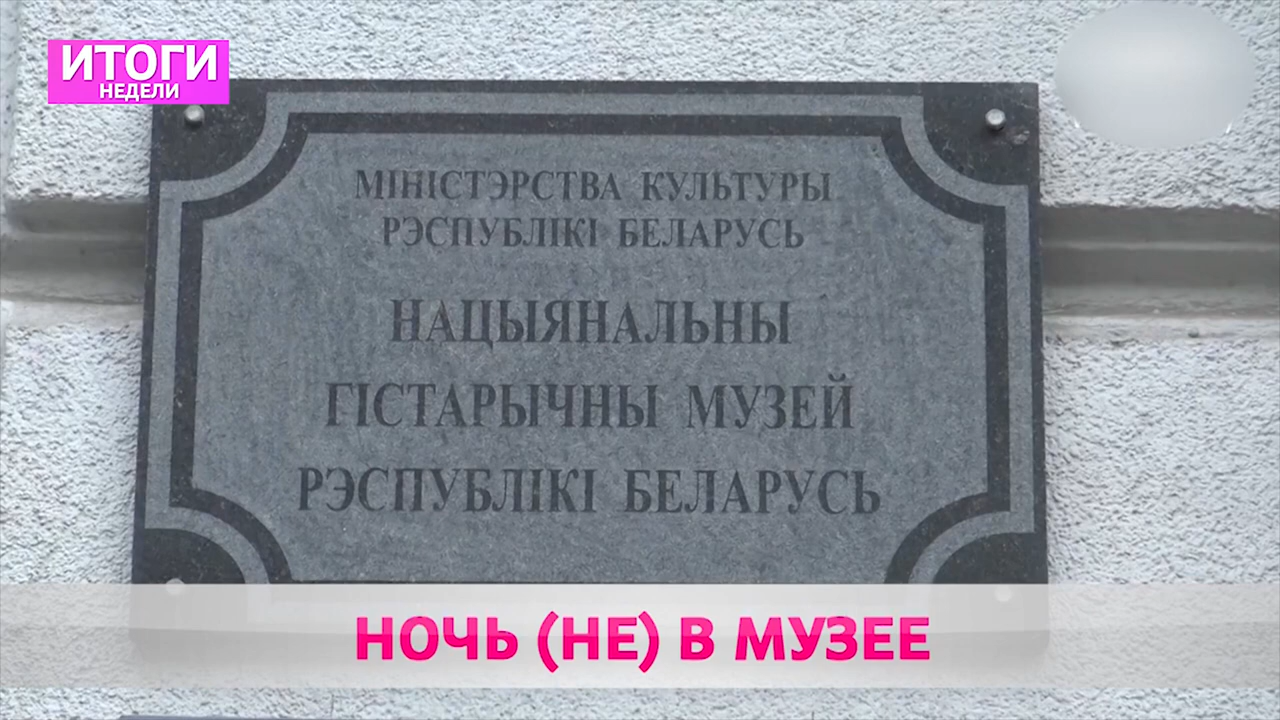 ИТОГИ
НЕДЕЛИ
МІНІСТЭРСТВА КУЛЬТУРЫ
РЭСПУБЛІКІ БЕЛАРУСЬ
НАЦЫЯНАЛЬНЫ
ГІСТАРЫЧНЫ МУЗЕЙ
РЭСПУБЛІКІ БЕЛАРУСЬ
НОЧЬ (НЕ) В МУЗЕЕ